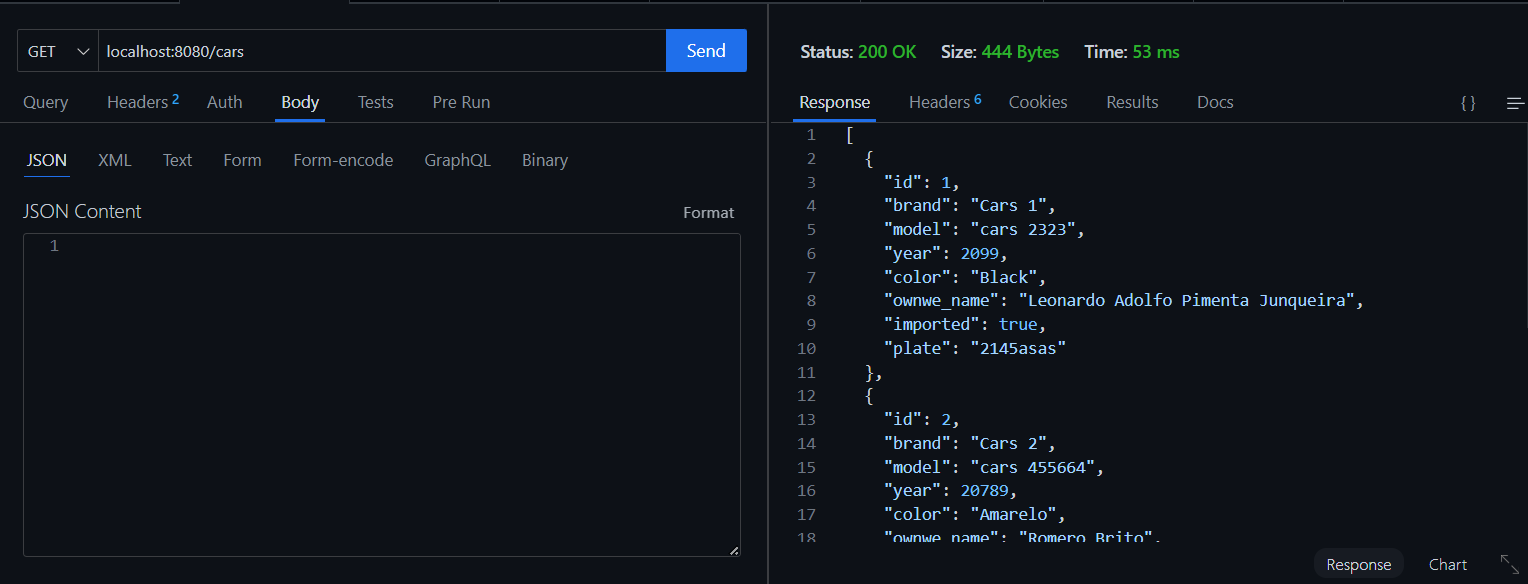 GET localhost:8080/cars Send
Query Headers 2 Auth Body Tests Pre Run
JSON XML Text Form Form-encode GraphQL Binary
JSON Content Format
1
Status: 200 OK Size: 444 Bytes Time: 53 ms
Response Headers 6 Cookies Results Docs { }
1 [
2 {
3 "id": 1,
4 "brand": "Cars 1",
5 "model": "cars 2323",
6 "year": 2099,
7 "color": "Black",
8 "ownwe_name": "Leonardo Adolfo Pimenta Junqueira",
9 "imported": true,
10 "plate": "2145asas"
11 },
12 {
13 "id": 2,
14 "brand": "Cars 2",
15 "model": "cars 455664",
16 "year": 20789,
17 "color": "Amarelo",
18 "ownwe_name": "Romero Brito",
Response Chart